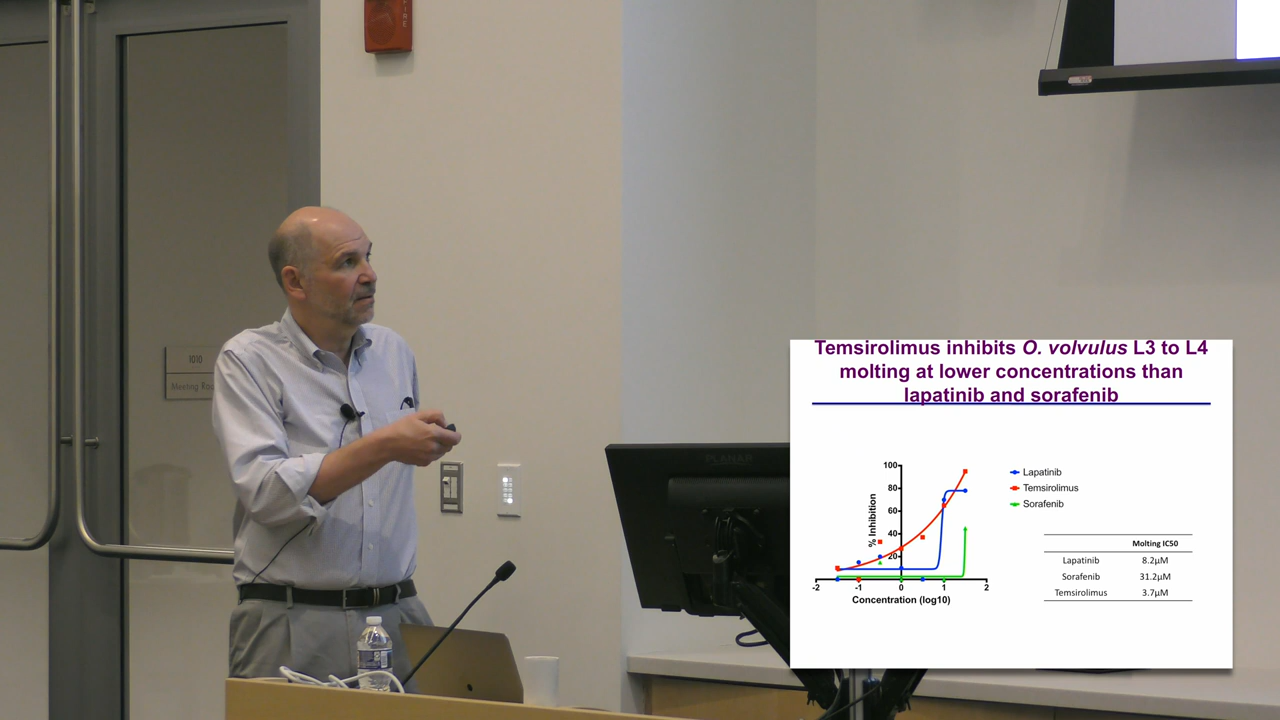 FIRE
1010
Meeting Ro
PLANAR
Temsirolimus inhibits O. volvulus L3 to L4
molting at lower concentrations than
lapatinib and sorafenib
100
80
60
40
20
% Inhibition
-2
-1
0
1
2
Concentration (log10)
Lapatinib
Temsirolimus
Sorafenib
Molting IC50
Lapatinib 8.2µM
Sorafenib 31.2µM
Temsirolimus 3.7µM